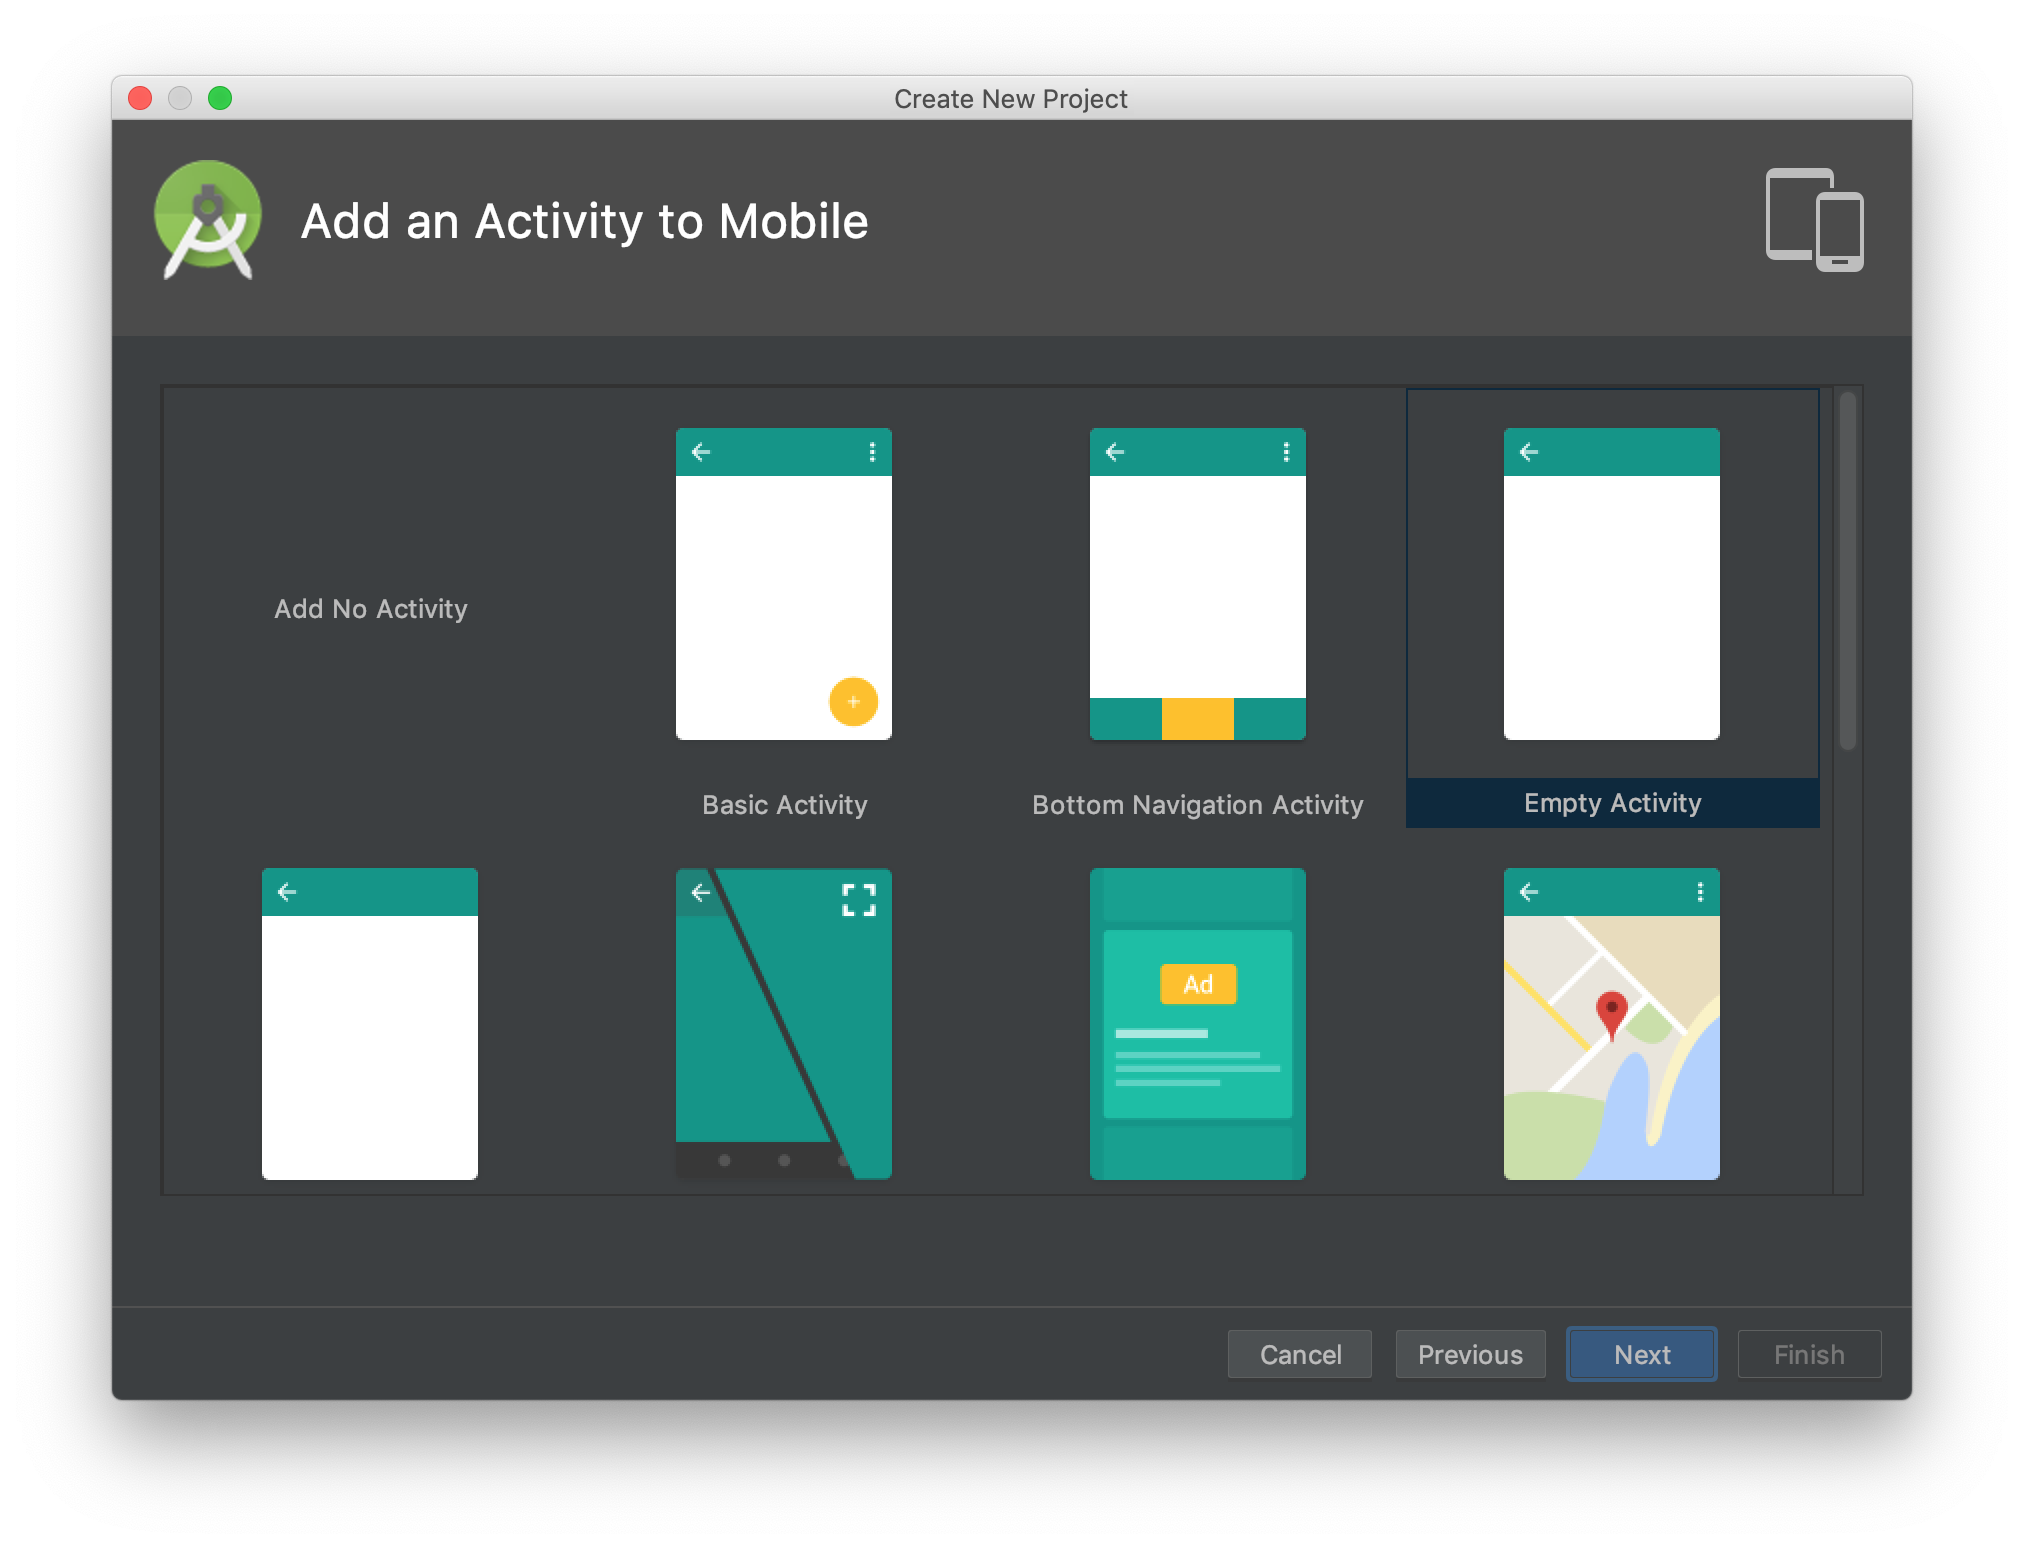 Create New Project
Add an Activity to Mobile
Add No Activity
Basic Activity
Bottom Navigation Activity
Empty Activity
Ad
Cancel
Previous
Next
Finish